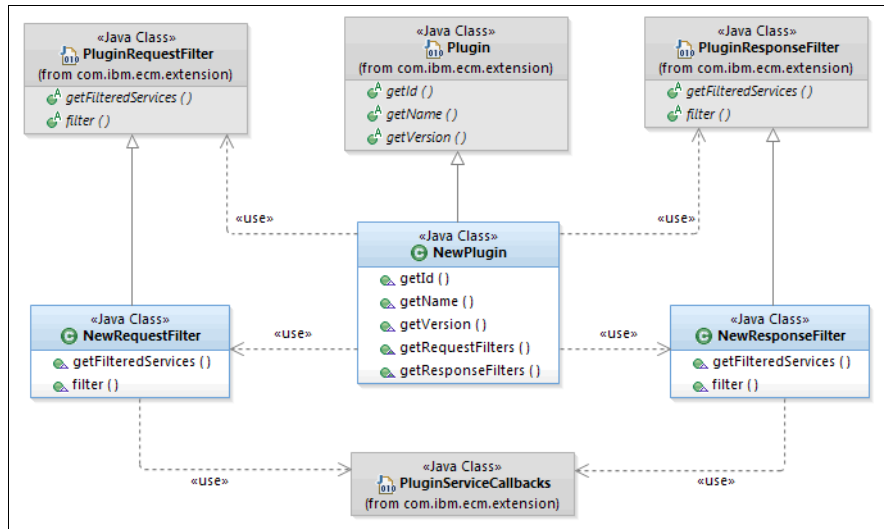 «Java Class»
PluginRequestFilter
(from com.ibm.ecm.extension)
getFilteredServices ( )
filter ( )
«Java Class»
Plugin
(from com.ibm.ecm.extension)
getId ( )
getName ( )
getVersion ( )
«Java Class»
PluginResponseFilter
(from com.ibm.ecm.extension)
getFilteredServices ( )
filter ( )
«use»
«use»
«Java Class»
NewPlugin
getId ( )
getName ( )
getVersion ( )
getRequestFilters ( )
getResponseFilters ( )
«Java Class»
NewRequestFilter
getFilteredServices ( )
filter ( )
«use»
«use»
«Java Class»
NewResponseFilter
getFilteredServices ( )
filter ( )
«use»
«use»
«Java Class»
PluginServiceCallbacks
(from com.ibm.ecm.extension)